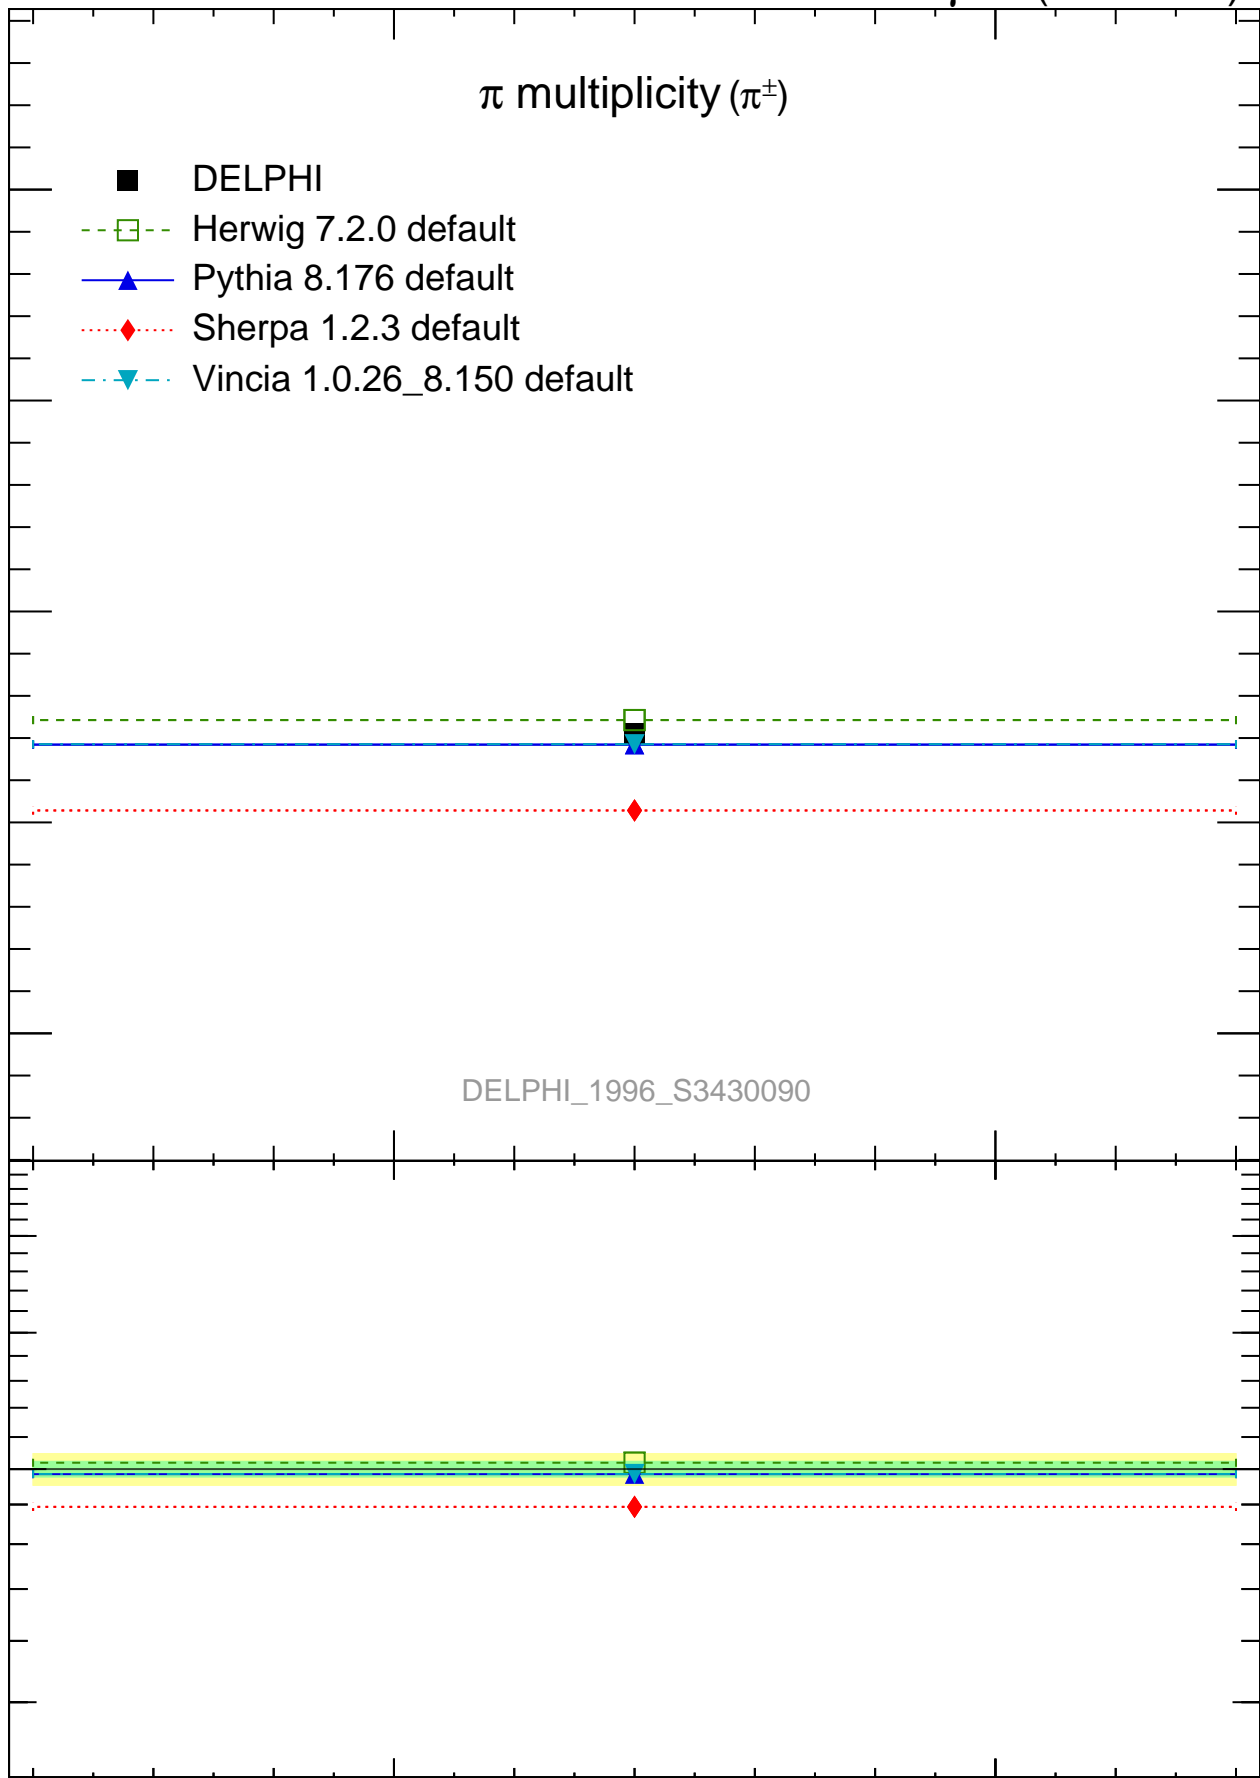 π multiplicity (π±)
DELPHI
Herwig 7.2.0 default
Pythia 8.176 default
Sherpa 1.2.3 default
Vincia 1.0.26_8.150 default
DELPHI_1996_S3430090